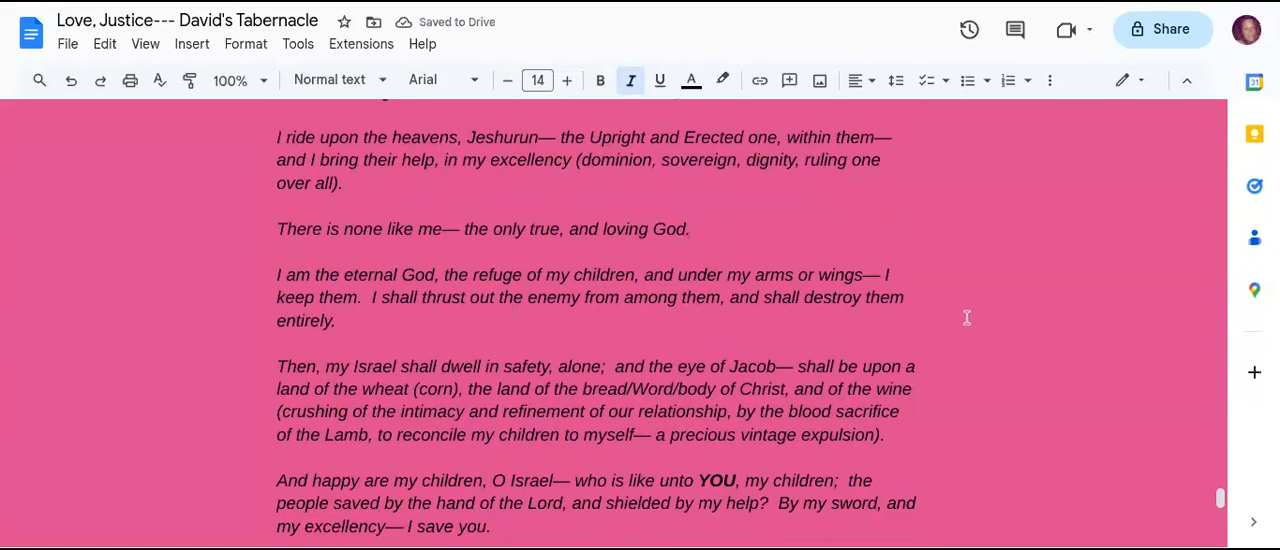 Love, Justice--- David's Tabernacle
Saved to Drive
File Edit View Insert Format Tools Extensions Help
Share
100% Normal text Arial 14 B I U A
31
I ride upon the heavens, Jeshurun— the Upright and Erected one, within them—
and I bring their help, in my excellency (dominion, sovereign, dignity, ruling one
over all).
There is none like me— the only true, and loving God.
I am the eternal God, the refuge of my children, and under my arms or wings— I
keep them.  I shall thrust out the enemy from among them, and shall destroy them
entirely.
Then, my Israel shall dwell in safety, alone;  and the eye of Jacob— shall be upon a
land of the wheat (corn), the land of the bread/Word/body of Christ, and of the wine
(crushing of the intimacy and refinement of our relationship, by the blood sacrifice
of the Lamb, to reconcile my children to myself— a precious vintage expulsion).
And happy are my children, O Israel— who is like unto YOU, my children;  the
people saved by the hand of the Lord, and shielded by my help?  By my sword, and
my excellency— I save you.